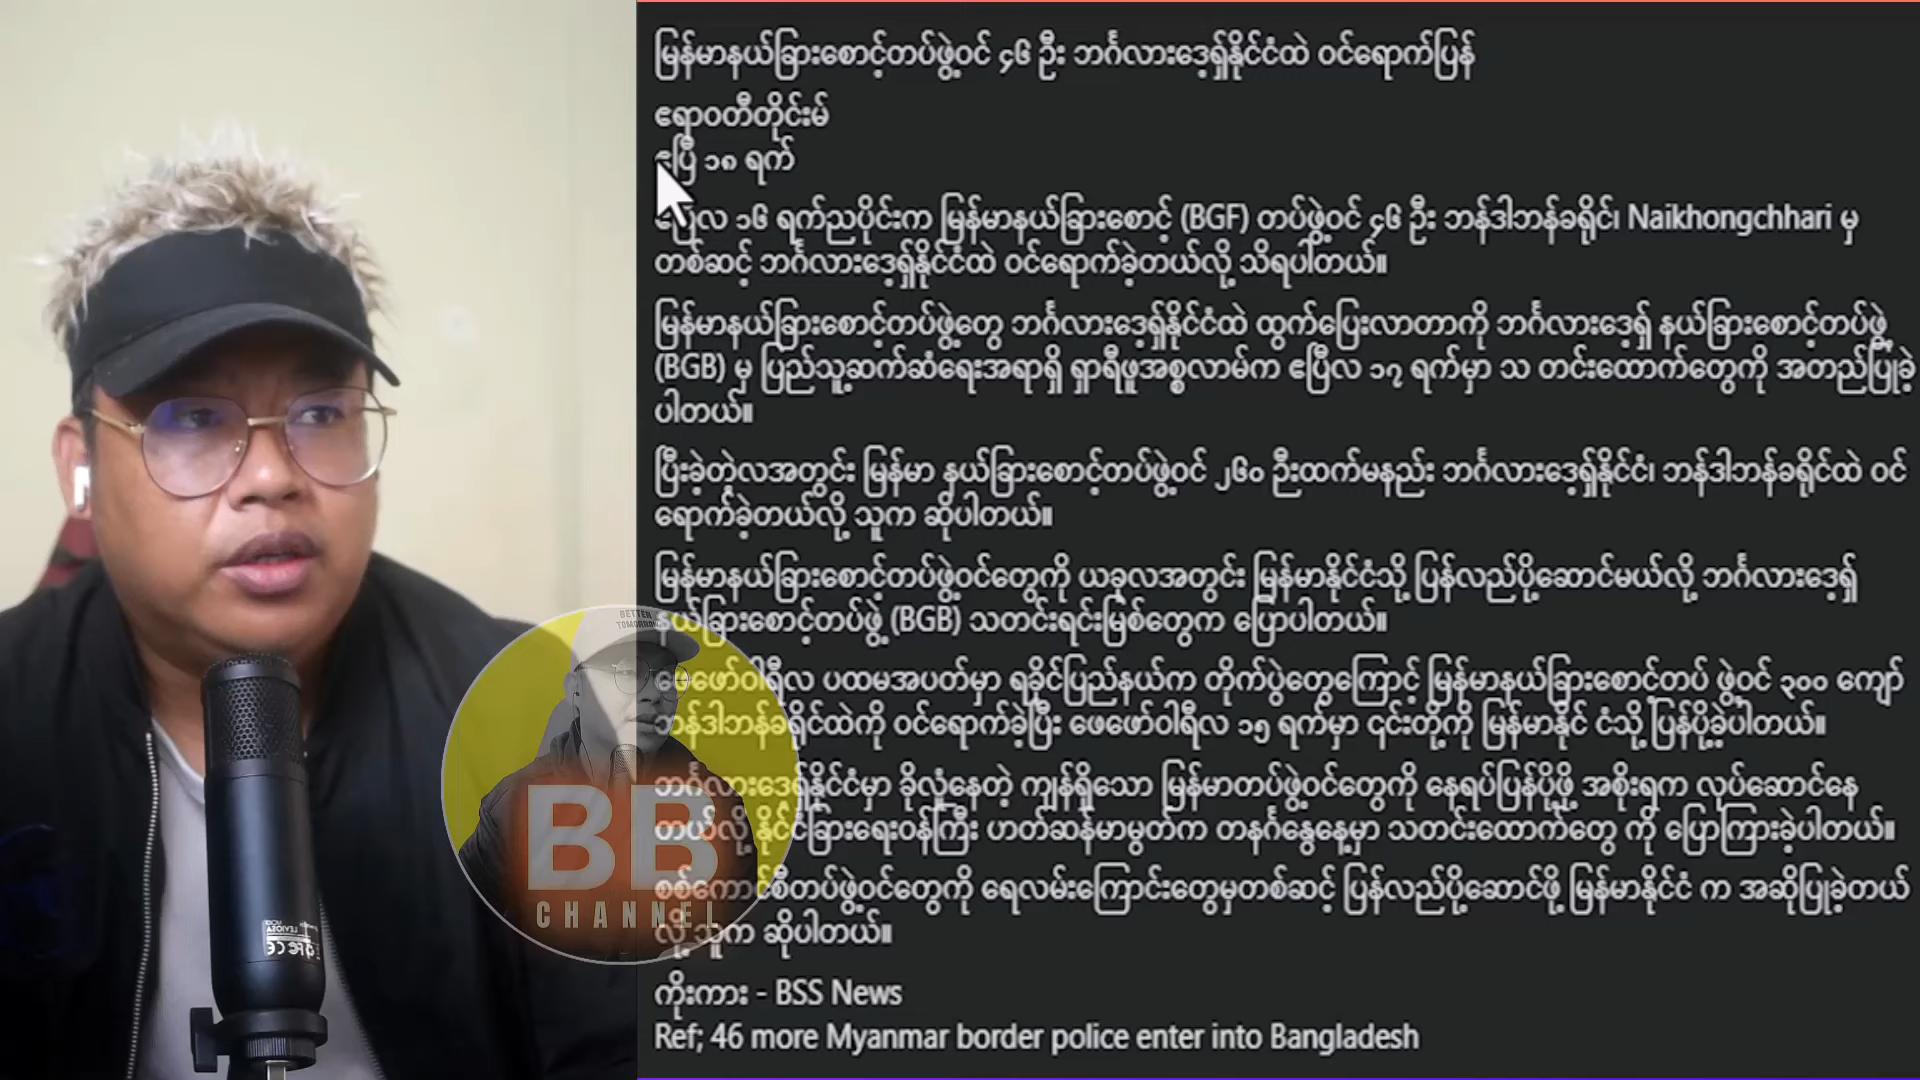 မြန်မာနယ်ခြားစောင့်တပ်ဖွဲ့ဝင် ၄၆ ဦး ဘင်္ဂလားဒေ့ရှ်နိုင်ငံထဲ ဝင်ရောက်ပြန်
ဧရာဝတီတိုင်းမ်
ဧပြီ ၁၈ ရက်
ဧပြီလ ၁၆ ရက်ညပိုင်းက မြန်မာနယ်ခြားစောင့် (BGF) တပ်ဖွဲ့ဝင် ၄၆ ဦး ဘန်ဒါဘန်ခရိုင်၊ Naikhongchhari မှ
တစ်ဆင့် ဘင်္ဂလားဒေ့ရှ်နိုင်ငံထဲ ဝင်ရောက်ခဲ့တယ်လို့ သိရပါတယ်။
မြန်မာနယ်ခြားစောင့်တပ်ဖွဲ့တွေ ဘင်္ဂလားဒေ့ရှ်နိုင်ငံထဲ ထွက်ပြေးလာတာကို ဘင်္ဂလားဒေ့ရှ် နယ်ခြားစောင့်တပ်ဖွဲ့
(BGB) မှ ပြည်သူ့ဆက်ဆံရေးအရာရှိ ရှာရီဖူအစ္စလာမ်က ဧပြီလ ၁၇ ရက်မှာ သ တင်းထောက်တွေကို အတည်ပြုခဲ့
ပါတယ်။
ပြီးခဲ့တဲ့လအတွင်း မြန်မာ နယ်ခြားစောင့်တပ်ဖွဲ့ဝင် ၂၆၀ ဦးထက်မနည်း ဘင်္ဂလားဒေ့ရှ်နိုင်ငံ၊ ဘန်ဒါဘန်ခရိုင်ထဲ ဝင်
ရောက်ခဲ့တယ်လို့ သူက ဆိုပါတယ်။
မြန်မာနယ်ခြားစောင့်တပ်ဖွဲ့ဝင်တွေကို ယခုလအတွင်း မြန်မာနိုင်ငံသို့ ပြန်လည်ပို့ဆောင်မယ်လို့ ဘင်္ဂလားဒေ့ရှ်
နယ်ခြားစောင့်တပ်ဖွဲ့ (BGB) သတင်းရင်းမြစ်တွေက ပြောပါတယ်။
ဖေဖော်ဝါရီလ ပထမအပတ်မှာ ရခိုင်ပြည်နယ်က တိုက်ပွဲတွေကြောင့် မြန်မာနယ်ခြားစောင့်တပ် ဖွဲ့ဝင် ၃၀၀ ကျော်
ဘန်ဒါဘန်ခရိုင်ထဲကို ဝင်ရောက်ခဲ့ပြီး ဖေဖော်ဝါရီလ ၁၅ ရက်မှာ ၎င်းတို့ကို မြန်မာနိုင် ငံသို့ ပြန်ပို့ခဲ့ပါတယ်။
ဘင်္ဂလားဒေ့ရှ်နိုင်ငံမှာ ခိုလှုံနေတဲ့ ကျန်ရှိသော မြန်မာတပ်ဖွဲ့ဝင်တွေကို နေရပ်ပြန်ပို့ဖို့ အစိုးရက လုပ်ဆောင်နေ
တယ်လို့ နိုင်ငံခြားရေးဝန်ကြီး ဟတ်ဆန်မာမွတ်က တနင်္ဂနွေနေ့မှာ သတင်းထောက်တွေ ကို ပြောကြားခဲ့ပါတယ်။
စစ်ကောင်စီတပ်ဖွဲ့ဝင်တွေကို ရေလမ်းကြောင်းတွေမှတစ်ဆင့် ပြန်လည်ပို့ဆောင်ဖို့ မြန်မာနိုင်ငံ က အဆိုပြုခဲ့တယ်
လို့ သူက ဆိုပါတယ်။
ကိုးကား - BSS News
Ref; 46 more Myanmar border police enter into Bangladesh
BETTER
TOMORROW
BB
CHANNEL